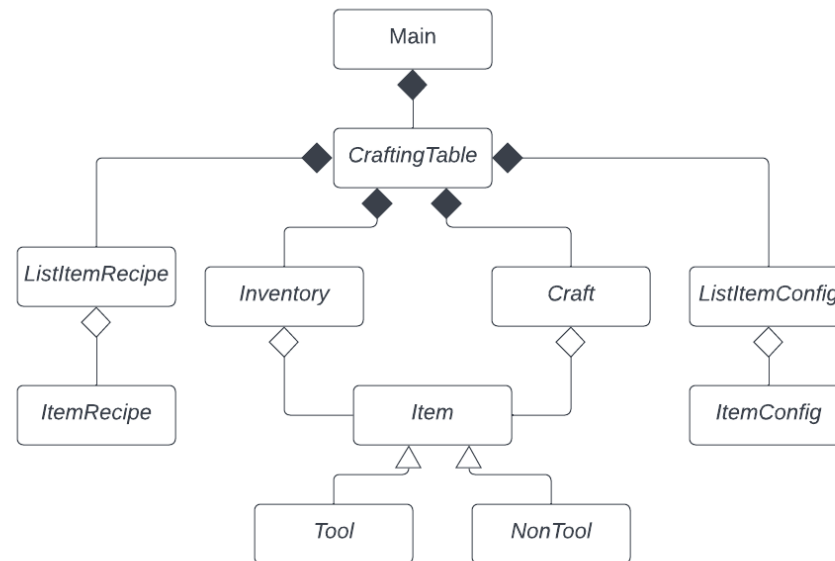 Main
CraftingTable
ListItemRecipe
Inventory
Craft
ListItemConfig
ItemRecipe
Item
ItemConfig
Tool
NonTool